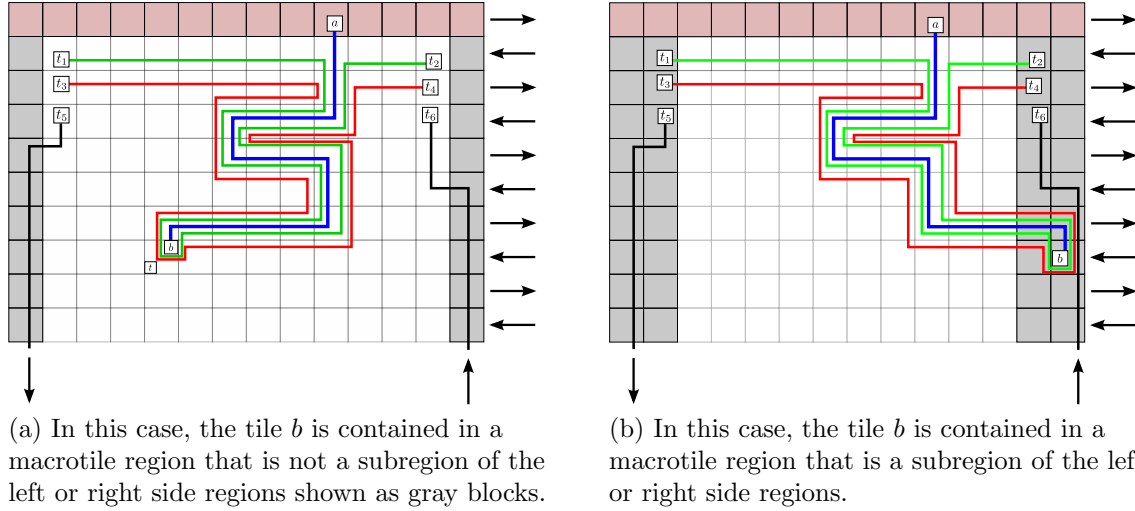 a
t1
t2
t3
t4
t5
t6
b
t
(a) In this case, the tile b is contained in a
macrotile region that is not a subregion of the
left or right side regions shown as gray blocks.
a
t1
t2
t3
t4
t5
t6
b
(b) In this case, the tile b is contained in a
macrotile region that is a subregion of the lef
or right side regions.